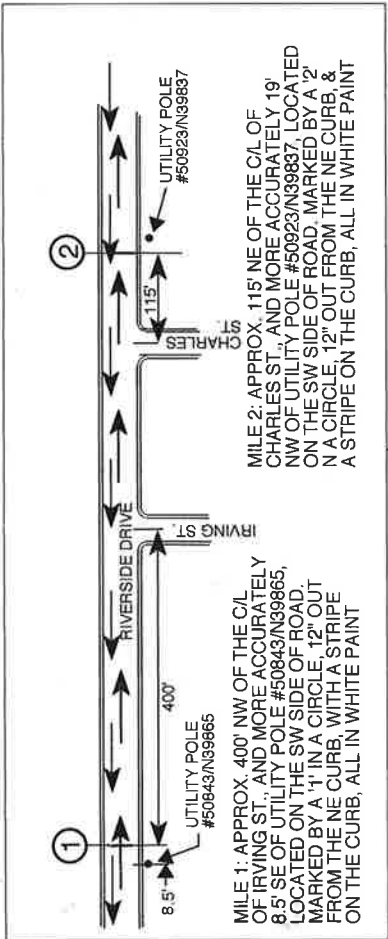 1
2
RIVERSIDE DRIVE
400'
115'
8.5'
UTILITY POLE
#50843/N39865
IRVING ST.
CHARLES
ST.
UTILITY POLE
#50923/N39837
MILE 1: APPROX. 400' NW OF THE C/L
OF IRVING ST., AND MORE ACCURATELY
8.5' SE OF UTILITY POLE #50843/N39865,
LOCATED ON THE SW SIDE OF ROAD.
MARKED BY A '1' IN A CIRCLE, 12" OUT
FROM THE NE CURB, WITH A STRIPE
ON THE CURB, ALL IN WHITE PAINT
MILE 2: APPROX. 115' NE OF THE C/L OF
CHARLES ST., AND MORE ACCURATELY 19'
NW OF UTILITY POLE #50923/N39837, LOCATED
ON THE SW SIDE OF ROAD. MARKED BY A '2'
N A CIRCLE, 12" OUT FROM THE NE CURB, &
A STRIPE ON THE CURB, ALL IN WHITE PAINT